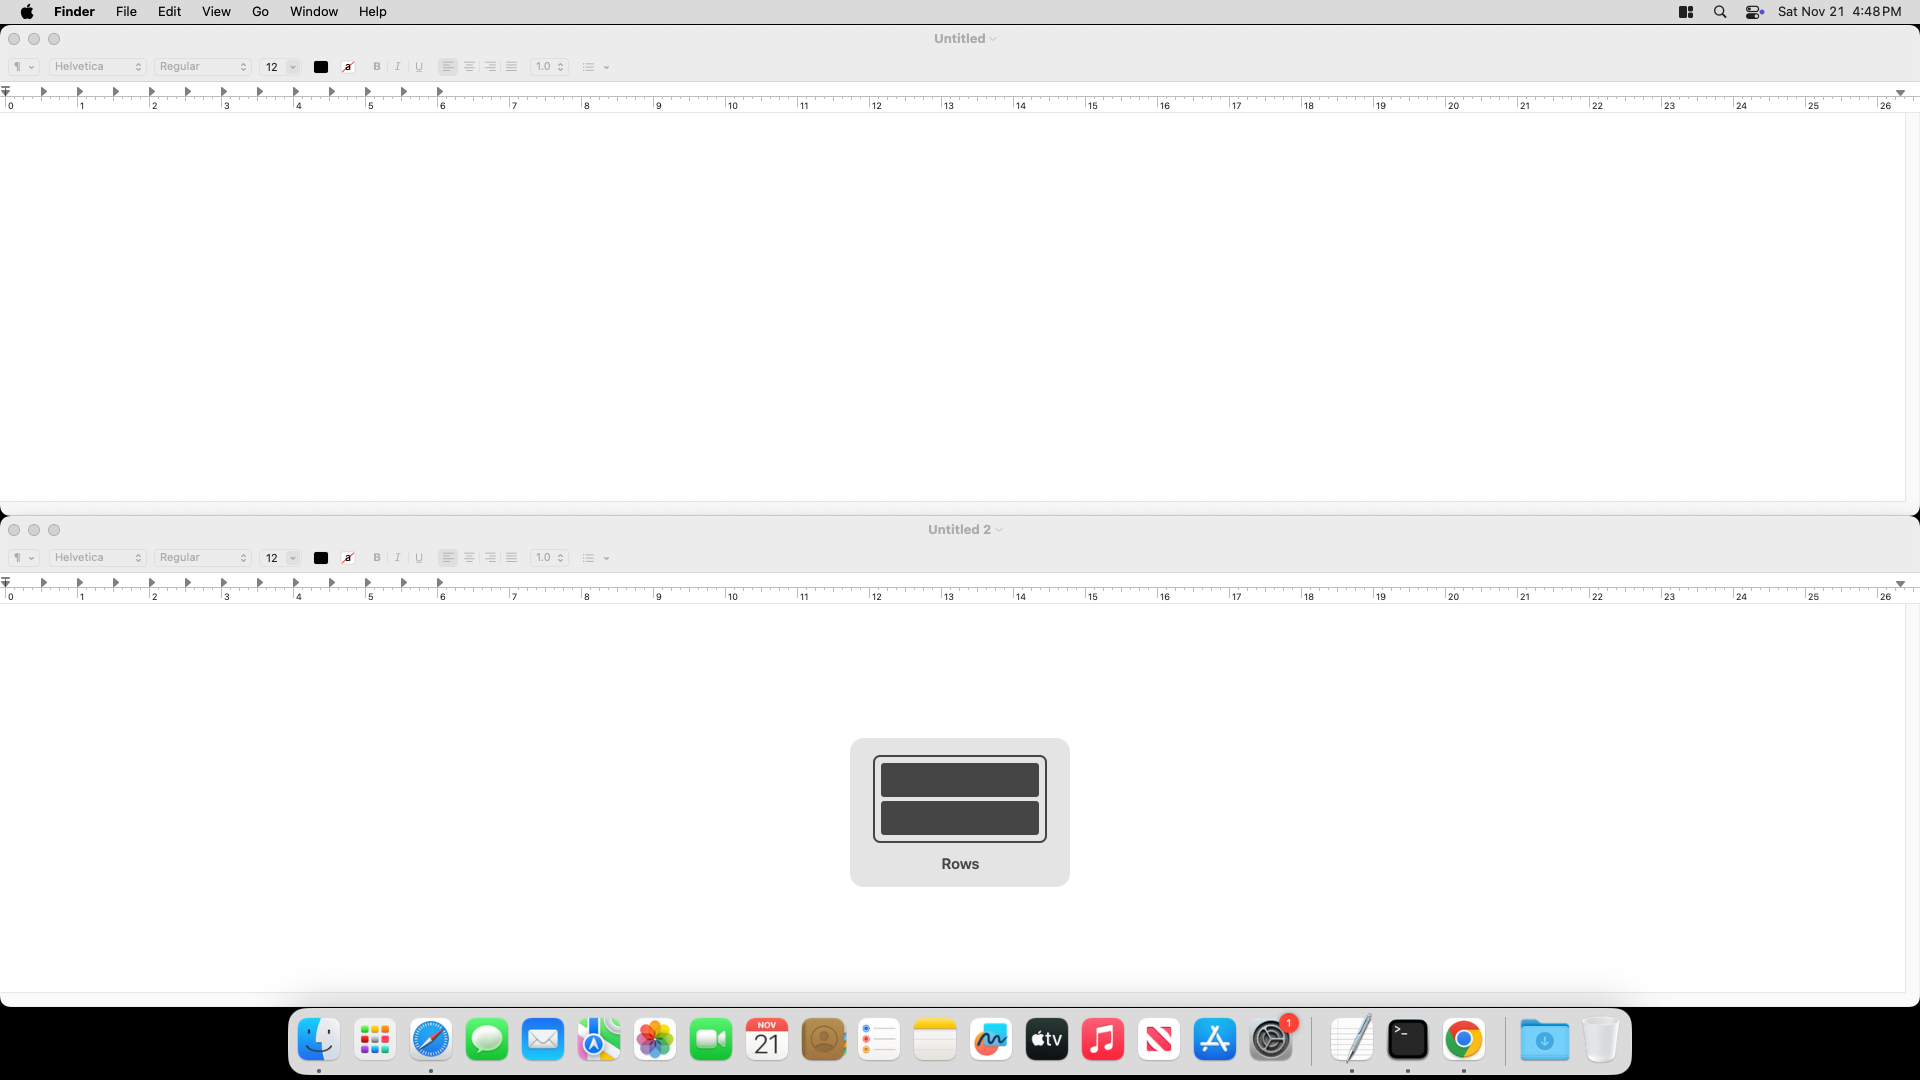 Finder File Edit View Go Window Help Sat Nov 21 4:48 PM
Untitled
¶ Helvetica Regular 12 a B I U 1.0
0 1 2 3 4 5 6 7 8 9 10 11 12 13 14 15 16 17 18 19 20 21 22 23 24 25 26
Untitled 2
¶ Helvetica Regular 12 a B I U 1.0
0 1 2 3 4 5 6 7 8 9 10 11 12 13 14 15 16 17 18 19 20 21 22 23 24 25 26
Rows
NOV
21
tv
1
>_